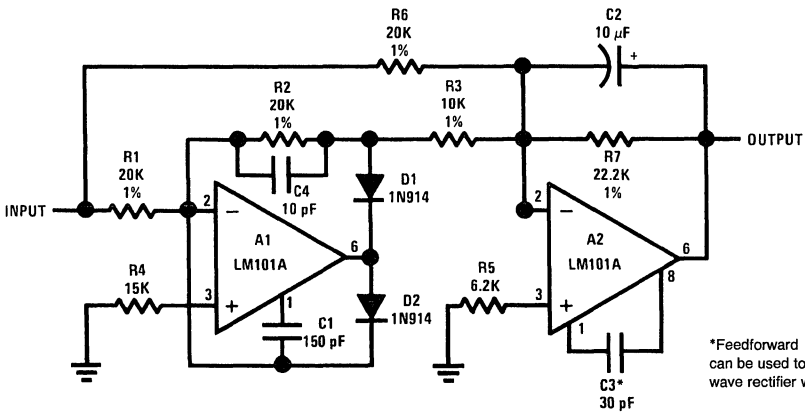 R6
20K
1%
C2
10 μF
+
R2
20K
1%
R3
10K
1%
R1
20K
1%
C4
10 pF
D1
1N914
R7
22.2K
1%
OUTPUT
INPUT
2
−
A1
LM101A
6
2
−
A2
LM101A
6
8
R4
15K
3
+
1
C1
150 pF
D2
1N914
R5
6.2K
3
+
1
C3*
30 pF
*Feedforward
can be used to
wave rectifier w